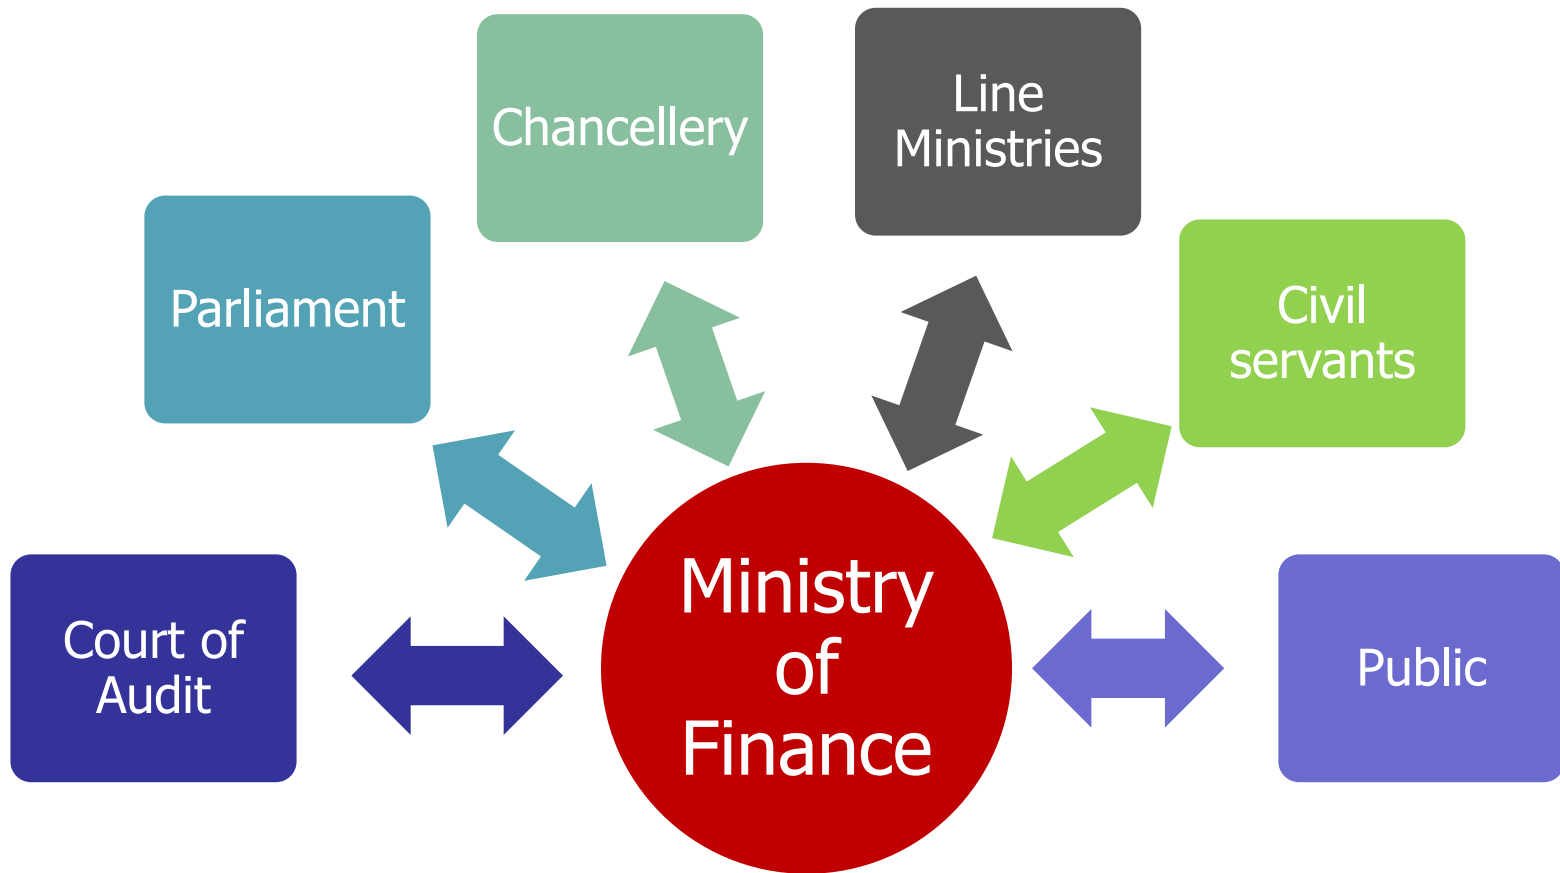 Chancellery
Line
Ministries
Parliament
Civil
servants
Court of
Audit
Ministry
of
Finance
Public